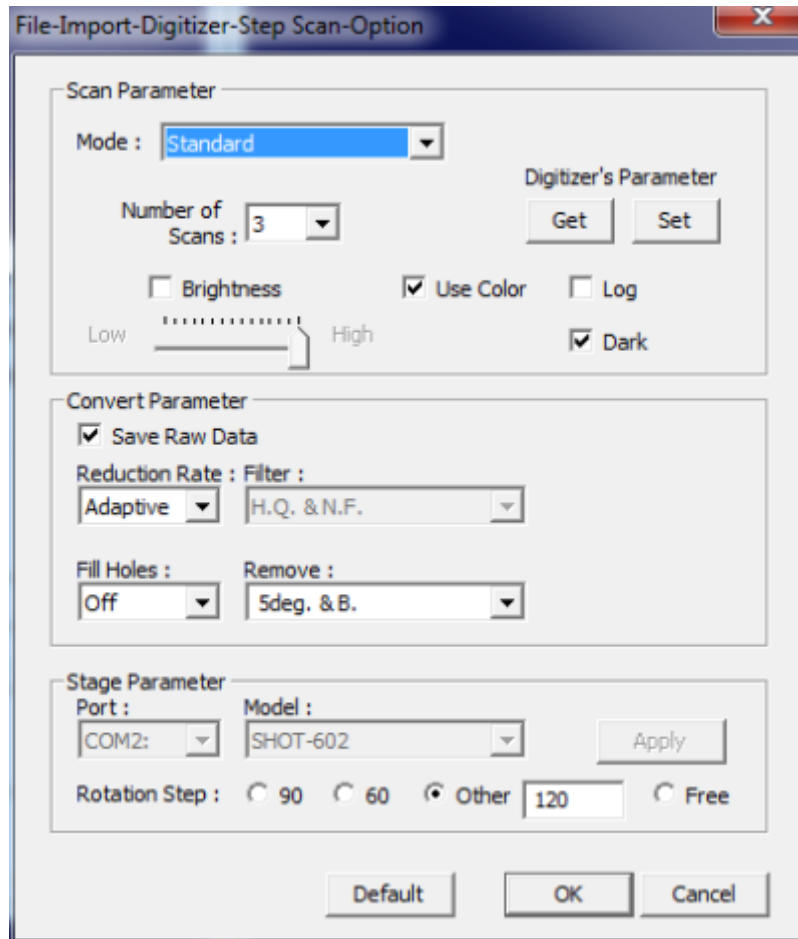 File-Import-Digitizer-Step Scan-Option
Scan Parameter
Mode : Standard
Digitizer's Parameter
Number of Scans : 3
Get Set
Brightness Use Color Log
Low High
Dark
Convert Parameter
Save Raw Data
Reduction Rate : Filter :
Adaptive H.Q. & N.F.
Fill Holes : Remove :
Off 5deg. & B.
Stage Parameter
Port : Model :
COM2: SHOT-602 Apply
Rotation Step : 90 60 Other 120 Free
Default OK Cancel